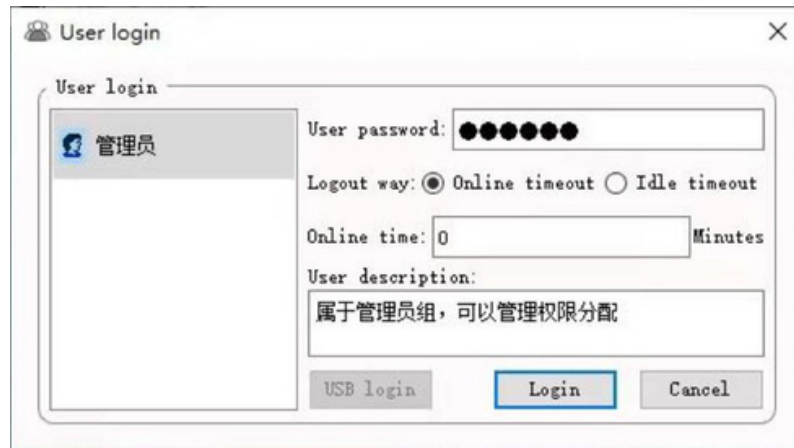 User login
User login
管理员
User password: ●●●●●●
Logout way: Online timeout Idle timeout
Online time: 0 Minutes
User description:
属于管理员组，可以管理权限分配
USB login Login Cancel